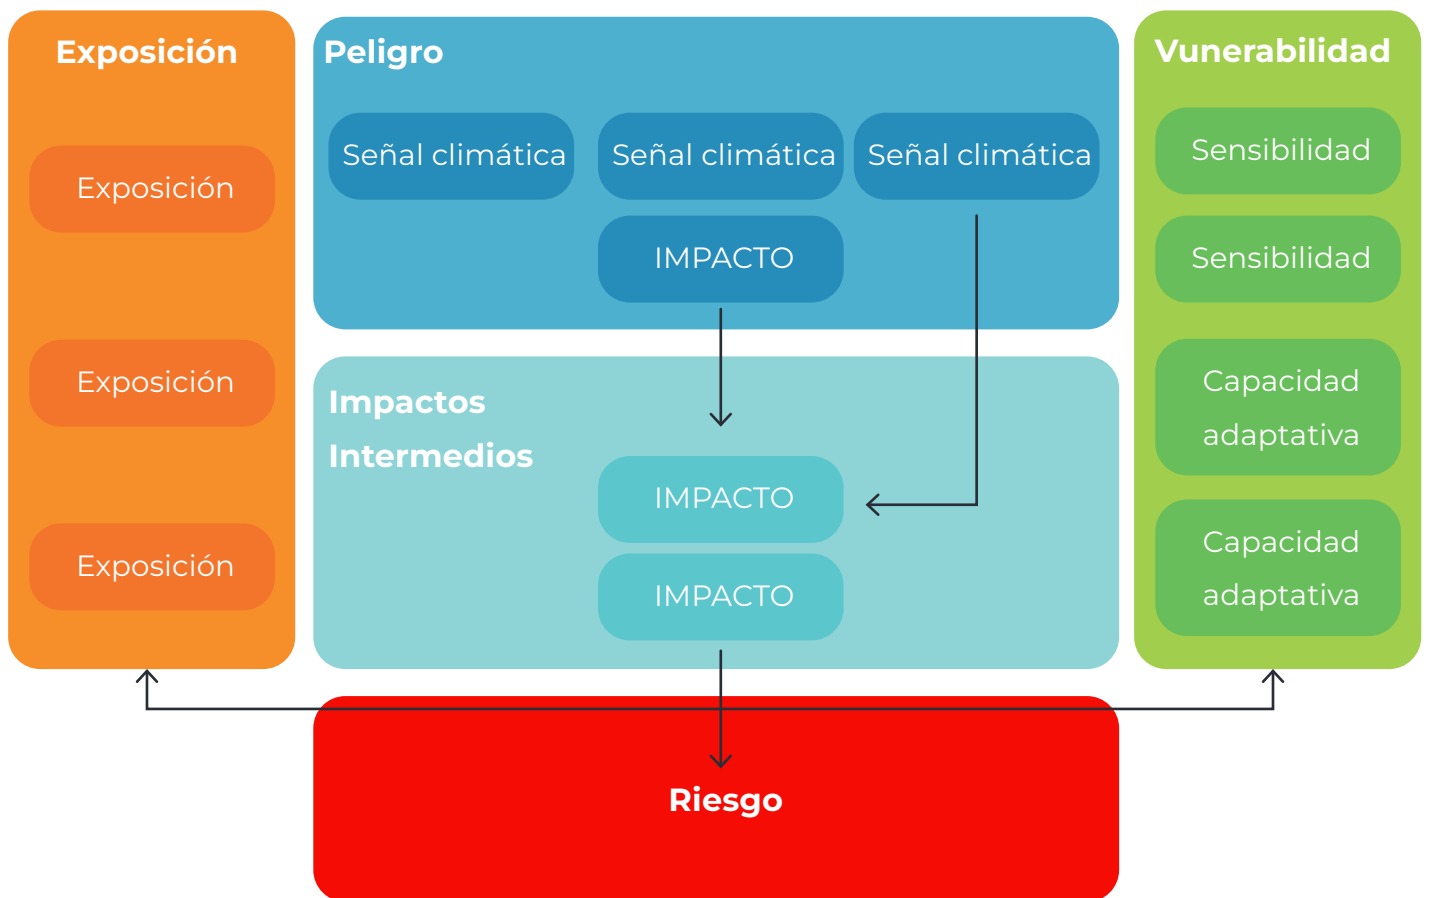 Exposición
Exposición
Exposición
Exposición
Peligro
Señal climática
Señal climática
Señal climática
IMPACTO
Impactos
Intermedios
IMPACTO
IMPACTO
Vunerabilidad
Sensibilidad
Sensibilidad
Capacidad
adaptativa
Capacidad
adaptativa
Riesgo